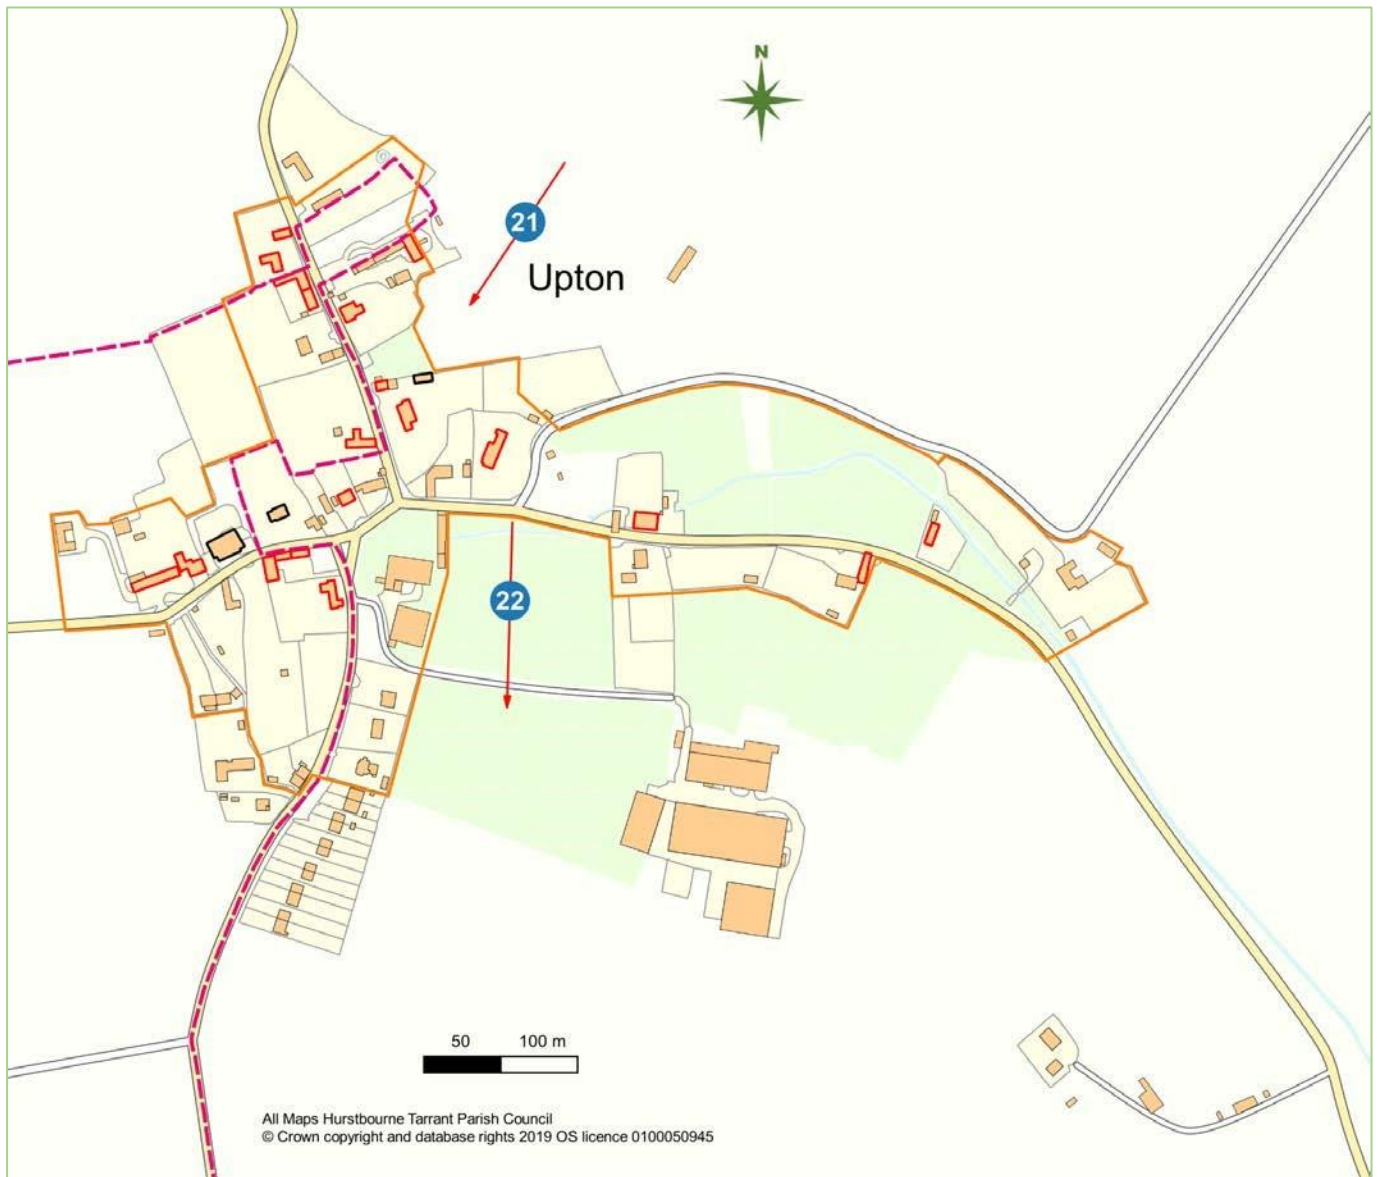 N
21
Upton
22
50 100 m
All Maps Hurstbourne Tarrant Parish Council
© Crown copyright and database rights 2019 OS licence 0100050945